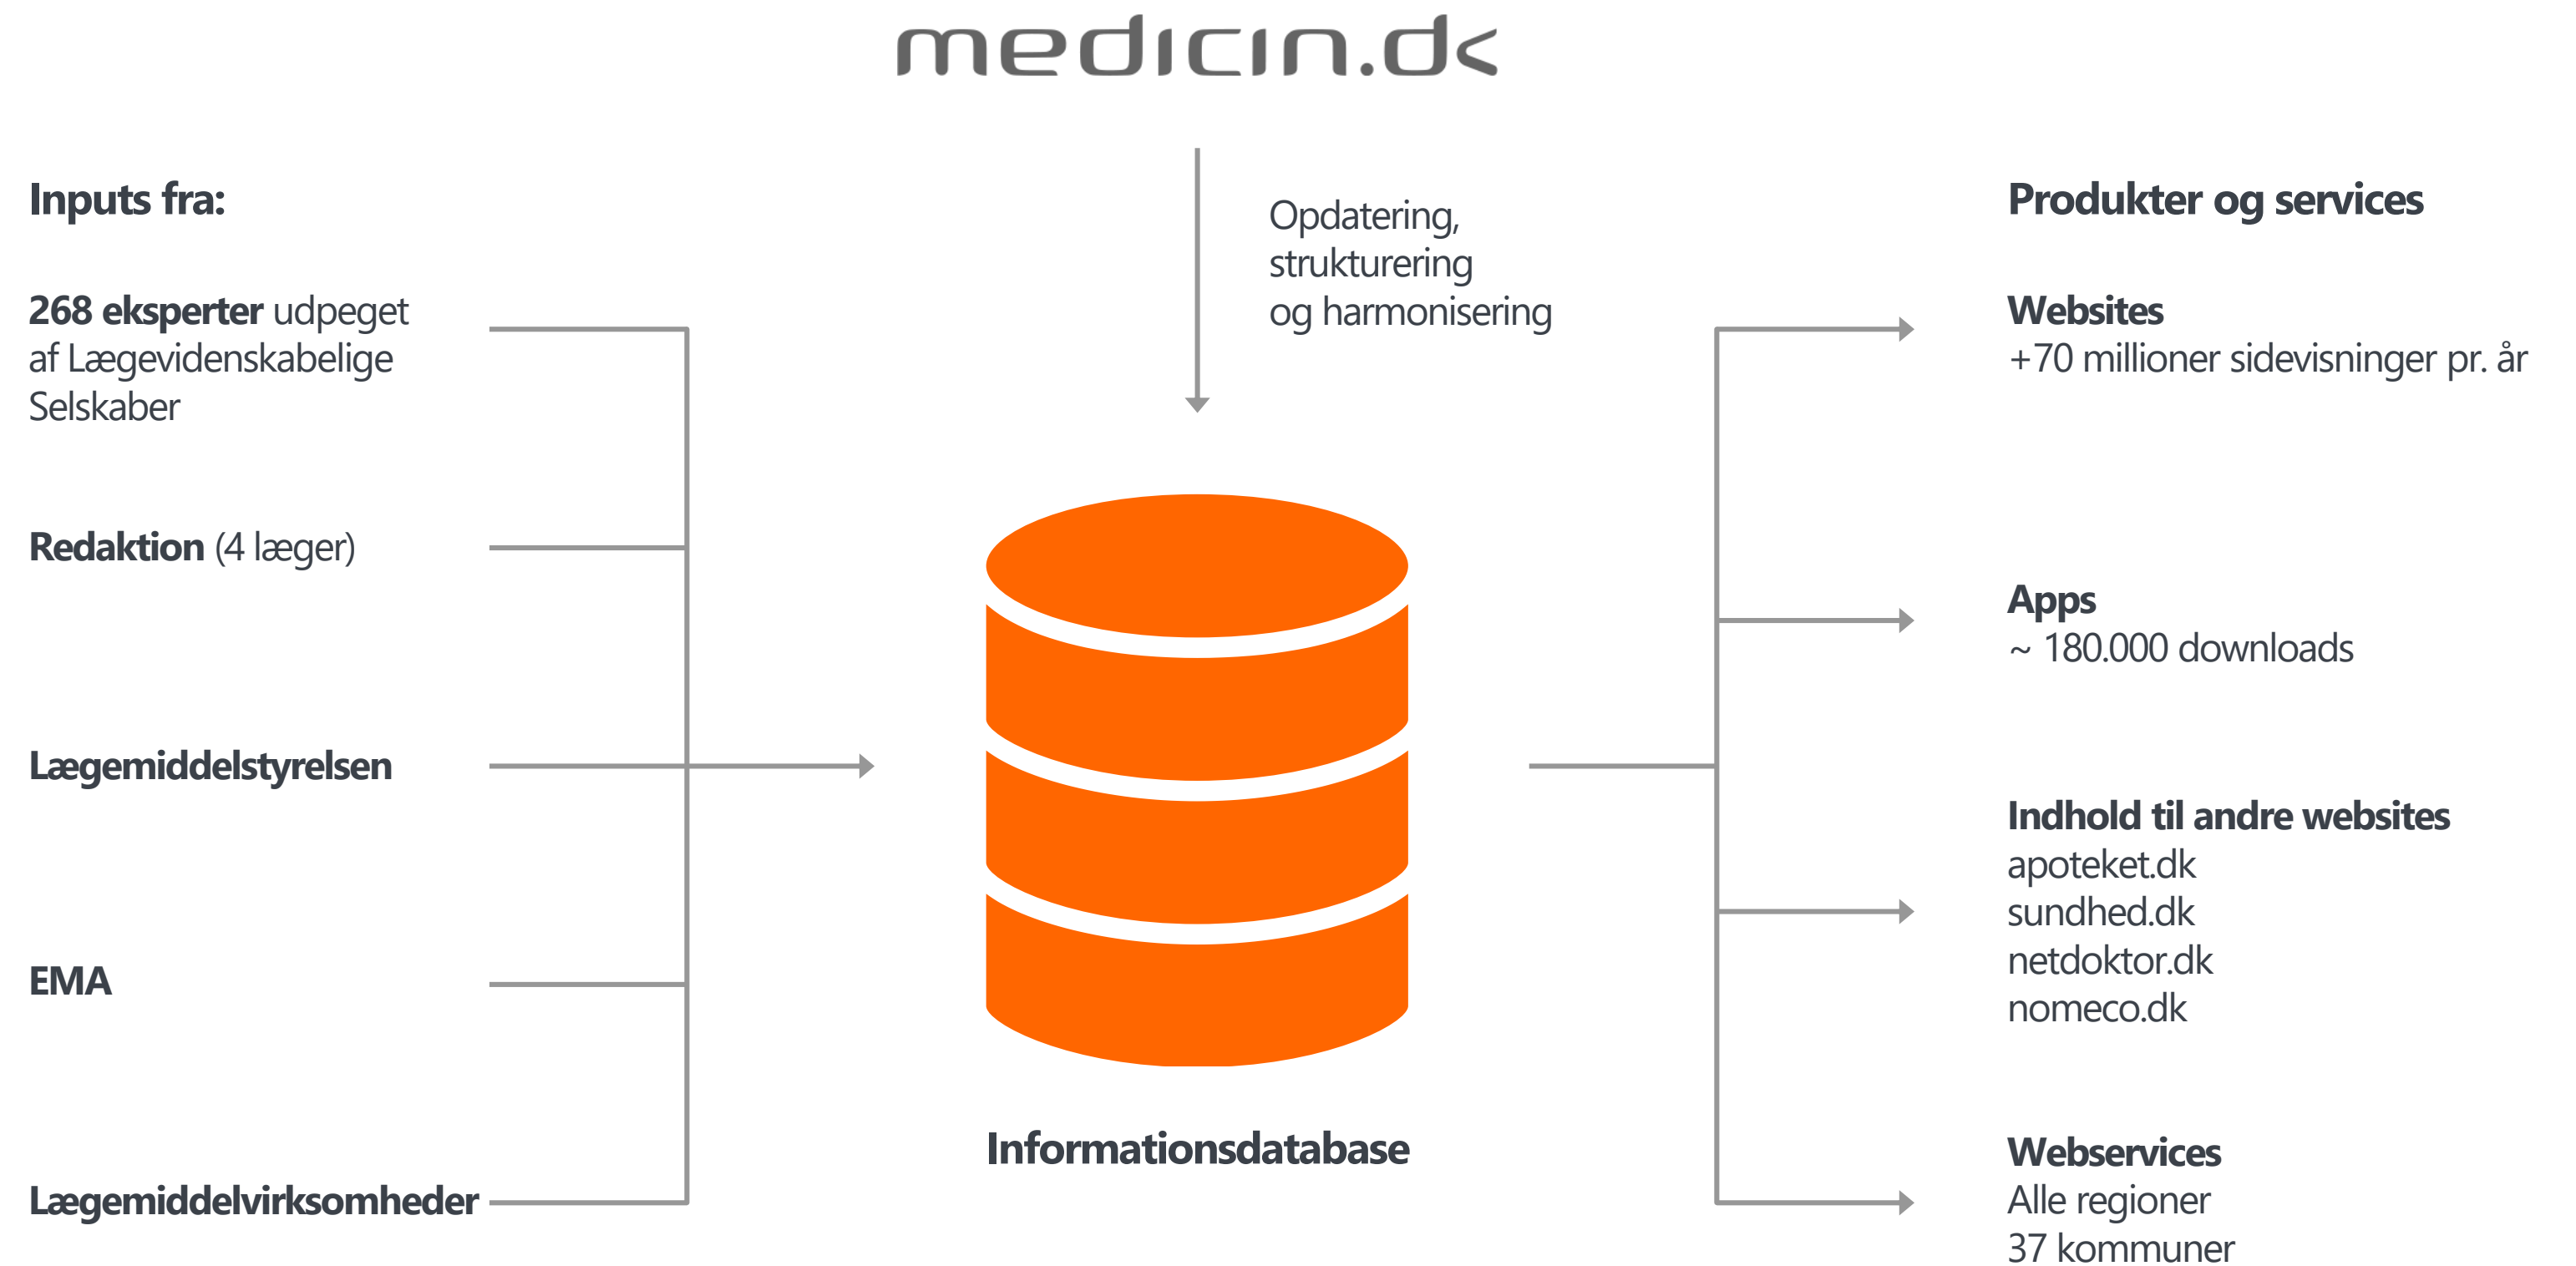 medicin.dk
Inputs fra:
268 eksperter udpeget
af Lægevidenskabelige
Selskaber
Redaktion (4 læger)
Lægemiddelstyrelsen
EMA
Lægemiddelvirksomheder
Opdatering,
strukturering
og harmonisering
Informationsdatabase
Produkter og services
Websites
+70 millioner sidevisninger pr. år
Apps
~ 180.000 downloads
Indhold til andre websites
apoteket.dk
sundhed.dk
netdoktor.dk
nomeco.dk
Webservices
Alle regioner
37 kommuner